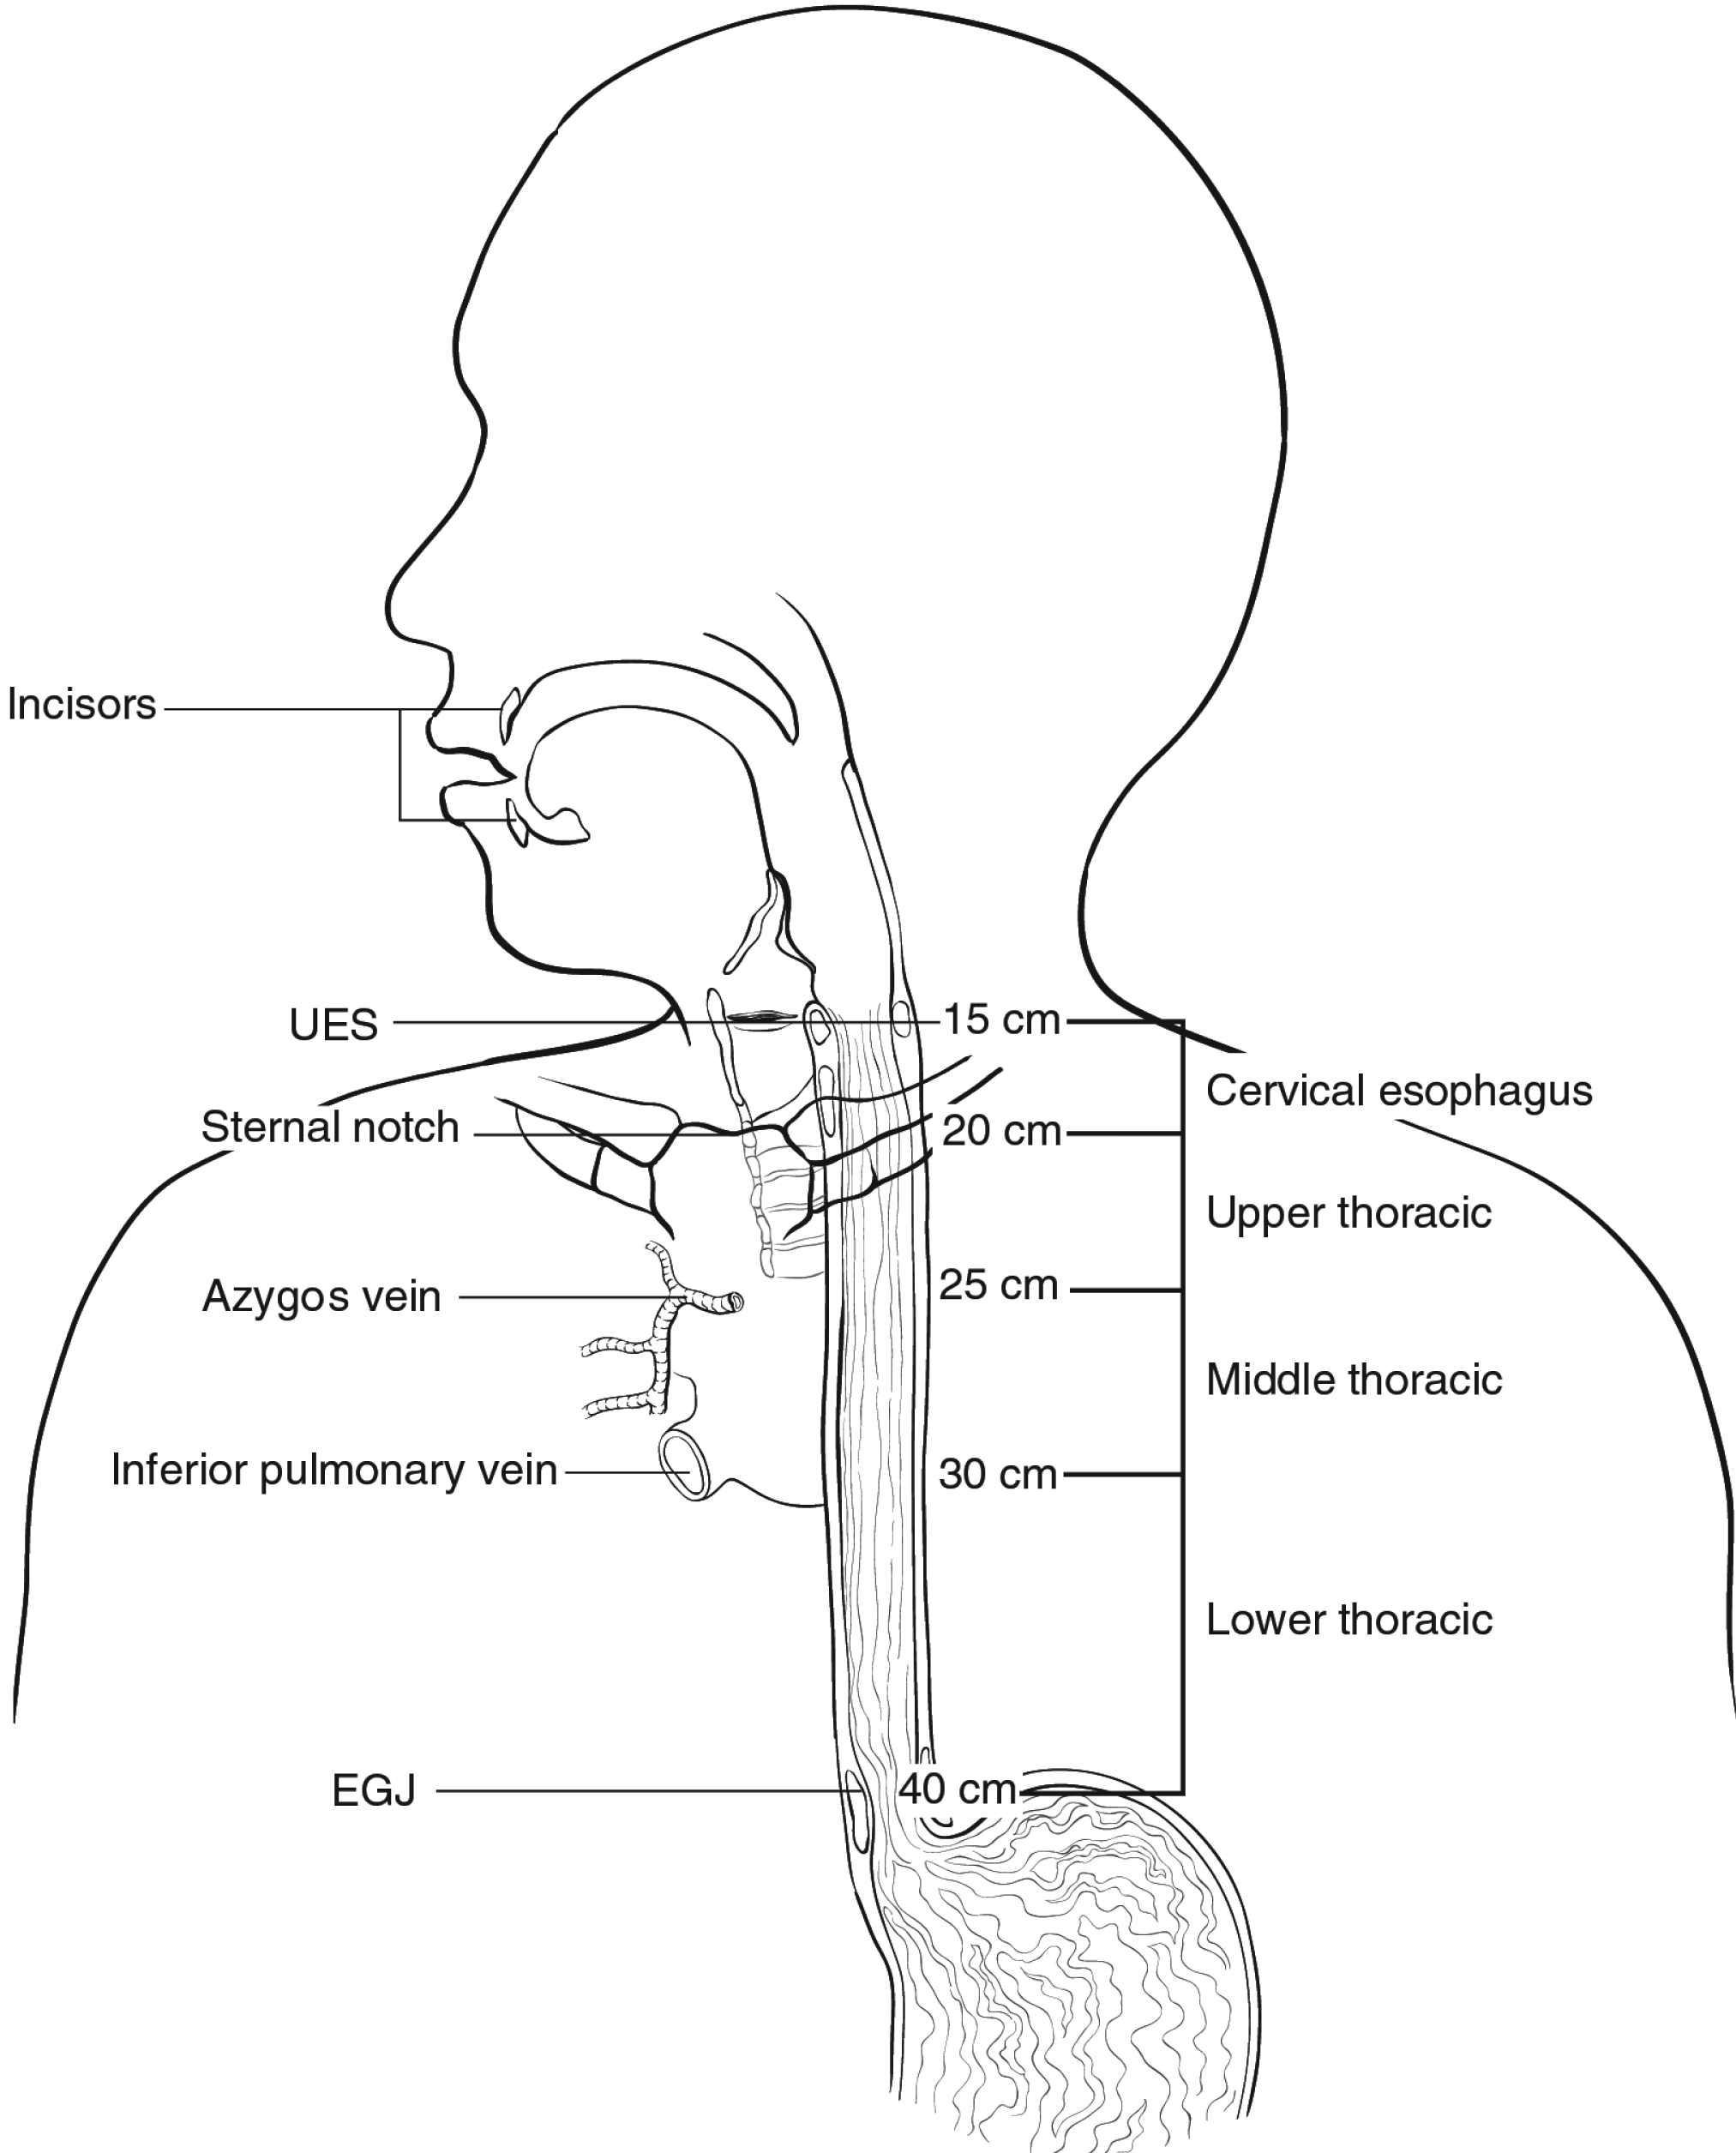 Incisors
UES
15 cm
Cervical esophagus
Sternal notch
20 cm
Upper thoracic
Azygos vein
25 cm
Middle thoracic
Inferior pulmonary vein
30 cm
Lower thoracic
EGJ
40 cm